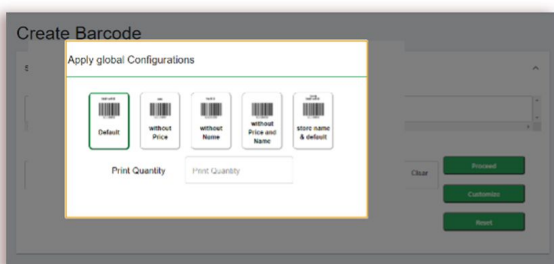 Create Barcode
Apply global Configurations
Default
without
Price
without
Name
without
Price and
Name
store name
& default
Print Quantity
Print Quantity
Clear
Proceed
Customize
Reset